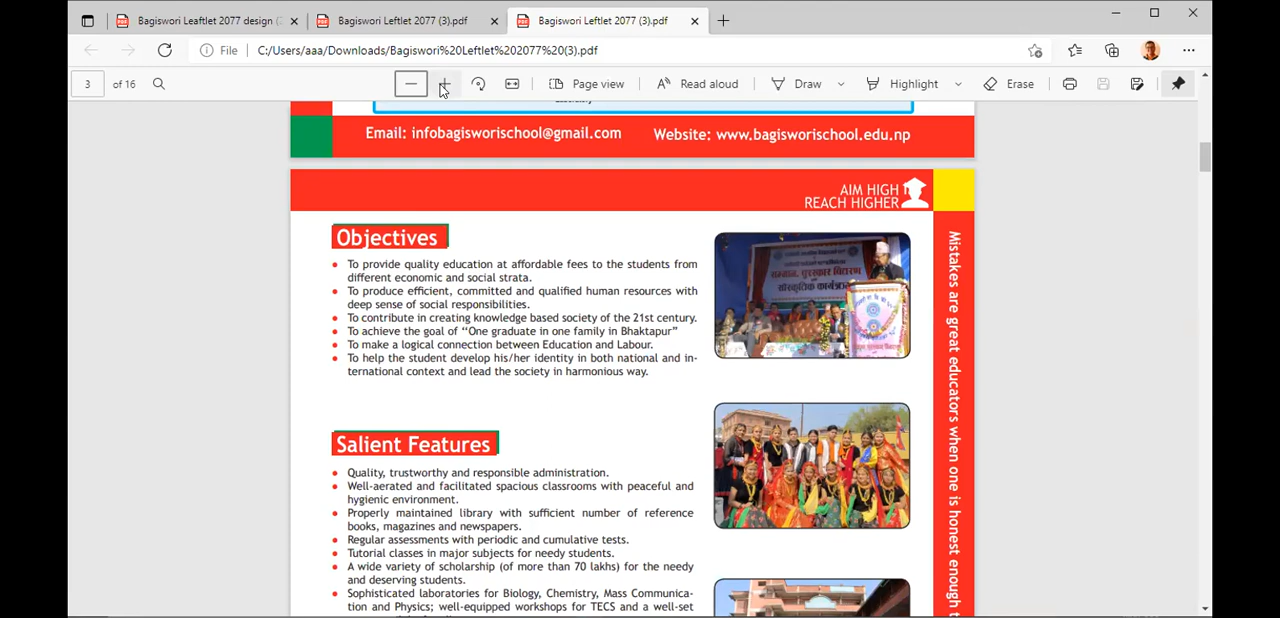 Bagiswori Leaftlet 2077 design (
Bagiswori Leftlet 2077 (3).pdf
Bagiswori Leftlet 2077 (3).pdf
File
C:/Users/aaa/Downloads/Bagiswori%20Leftlet%202077%20(3).pdf
3 of 16
Page view
Read aloud
Draw
Highlight
Erase
Email: infobagisworischool@gmail.com Website: www.bagisworischool.edu.np
AIM HIGH
REACH HIGHER
Objectives
• To provide quality education at affordable fees to the students from
different economic and social strata.
• To produce efficient, committed and qualified human resources with
deep sense of social responsibilities.
• To contribute in creating knowledge based society of the 21st century.
• To achieve the goal of “One graduate in one family in Bhaktapur”
• To make a logical connection between Education and Labour.
• To help the student develop his/her identity in both national and in-
ternational context and lead the society in harmonious way.
सम्मान, पुरस्कार वितरण
सांस्कृतिक कार्यक्रम
Salient Features
• Quality, trustworthy and responsible administration.
• Well-aerated and facilitated spacious classrooms with peaceful and
hygienic environment.
• Properly maintained library with sufficient number of reference
books, magazines and newspapers.
• Regular assessments with periodic and cumulative tests.
• Tutorial classes in major subjects for needy students.
• A wide variety of scholarship (of more than 70 lakhs) for the needy
and deserving students.
• Sophisticated laboratories for Biology, Chemistry, Mass Communica-
tion and Physics; well-equipped workshops for TECS and a well-set
Mistakes are great educators when one is honest enough t